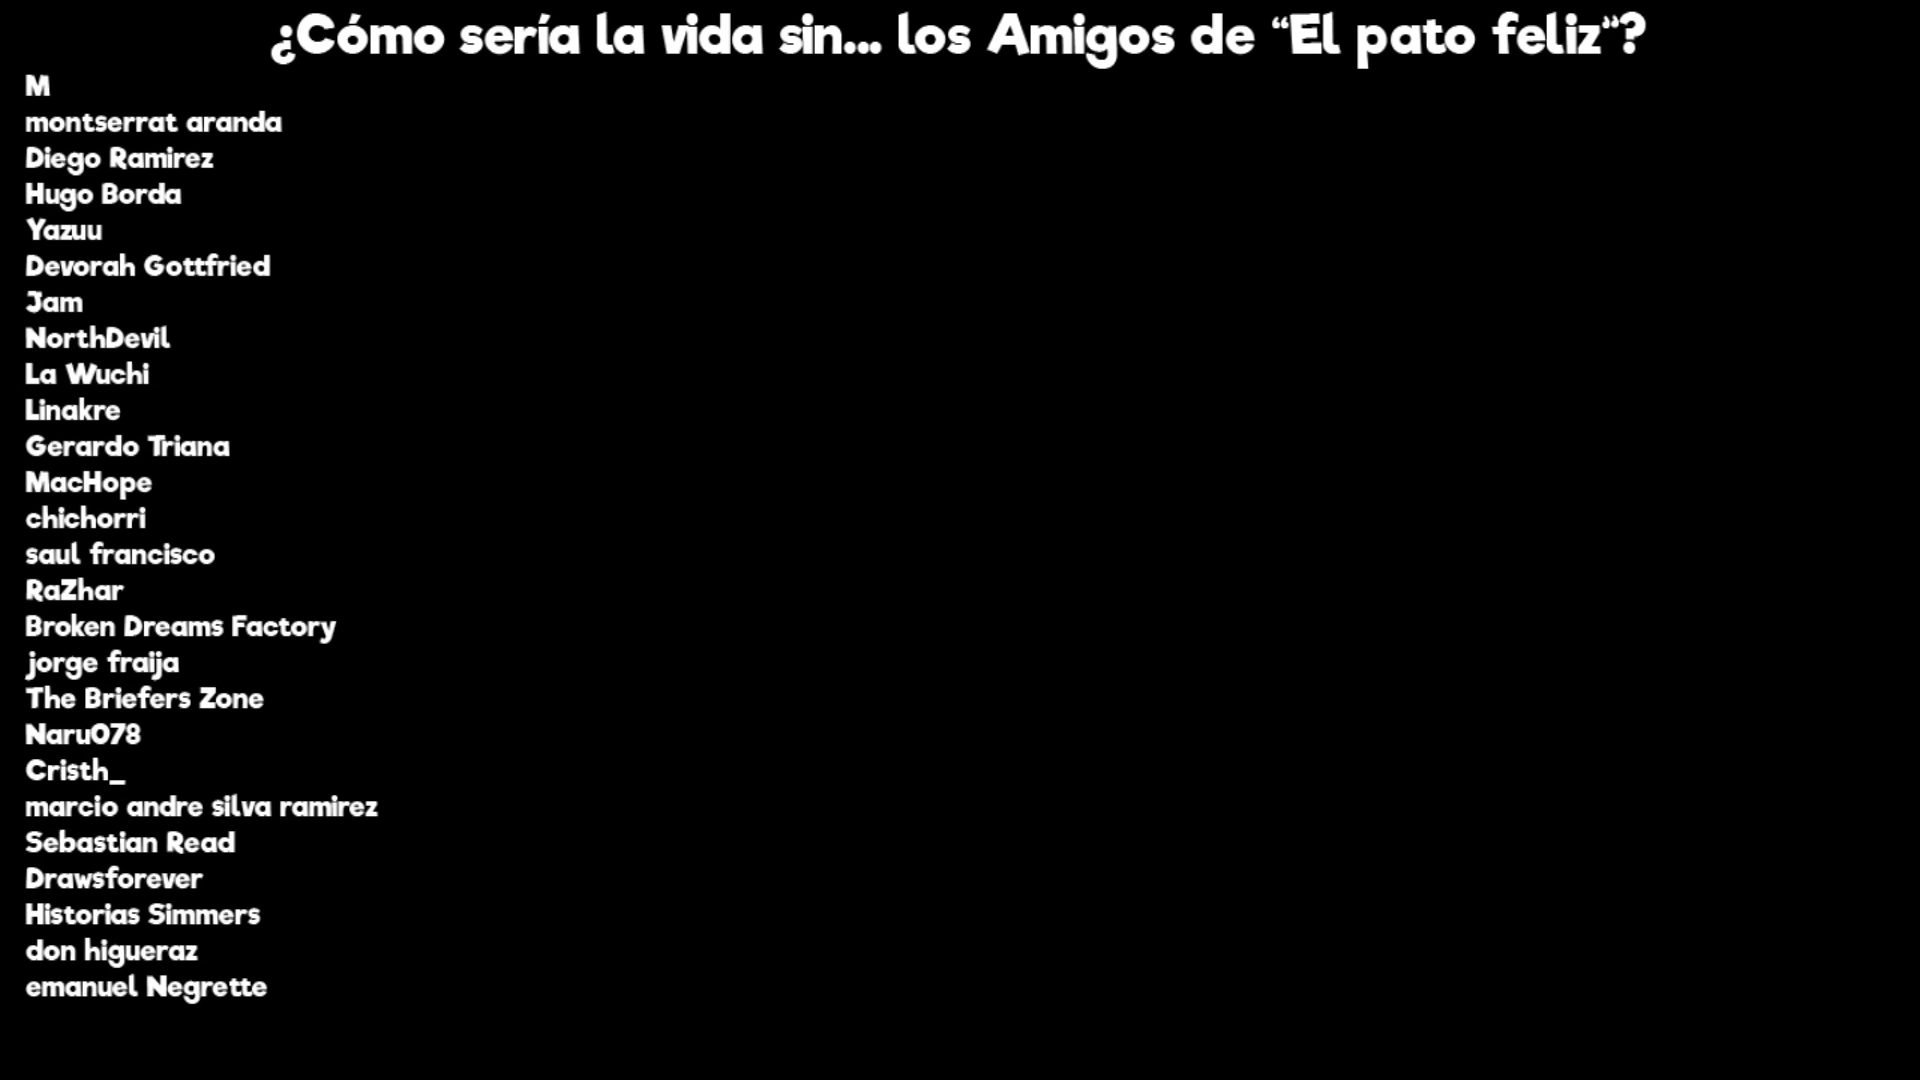 ¿Cómo sería la vida sin... los Amigos de “El pato feliz”?
M
montserrat aranda
Diego Ramirez
Hugo Borda
Yazuu
Devorah Gottfried
Jam
NorthDevil
La Wuchi
Linakre
Gerardo Triana
MacHope
chichorri
saul francisco
RaZhar
Broken Dreams Factory
jorge fraija
The Briefers Zone
Naru078
Cristh_
marcio andre silva ramirez
Sebastian Read
Drawsforever
Historias Simmers
don higueraz
emanuel Negrette